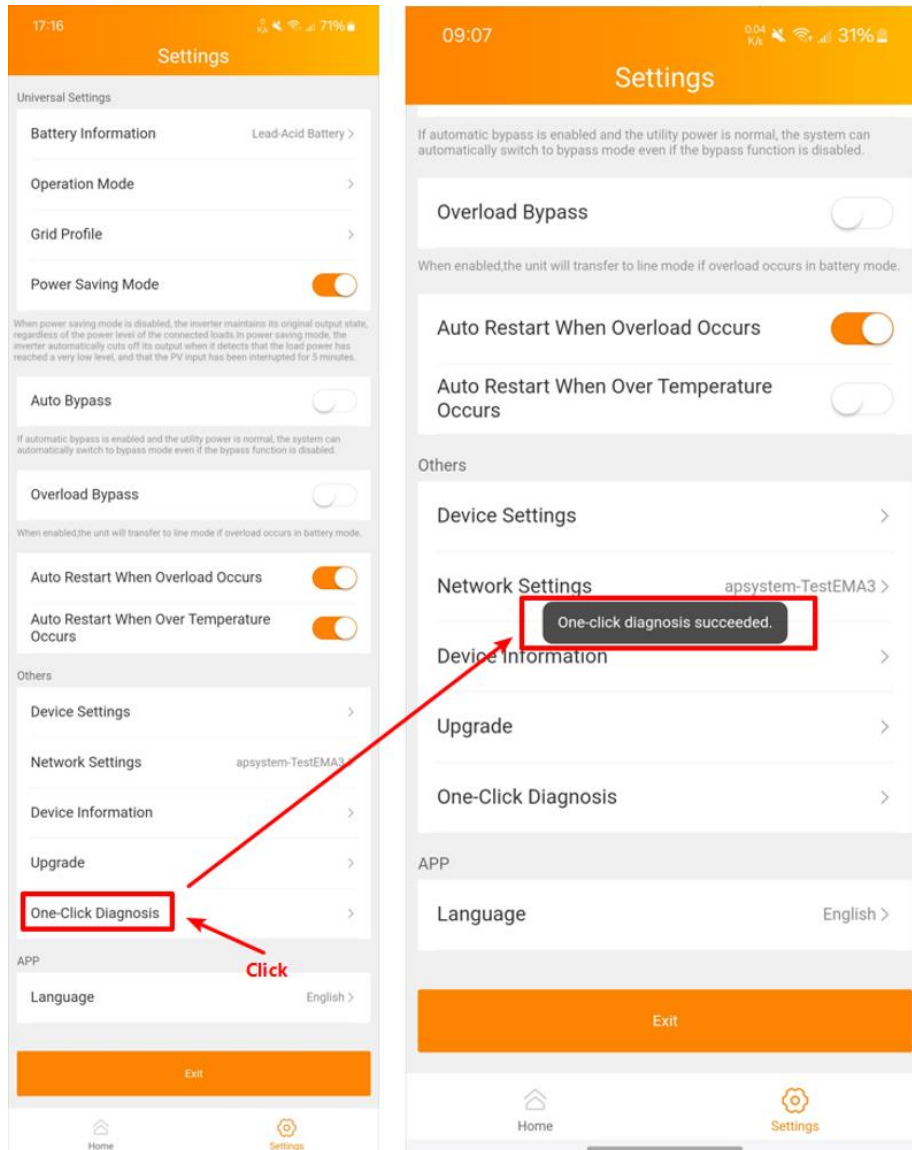 17:16
0 K/s 71%
Settings
Universal Settings
Battery Information Lead-Acid Battery >
Operation Mode >
Grid Profile >
Power Saving Mode
When power saving mode is disabled, the inverter maintains its original output state,
regardless of the power level of the connected loads.In power saving mode, the
inverter automatically cuts off its output when it detects that the load power has
reached a very low level, and that the PV input has been interrupted for 5 minutes.
Auto Bypass
If automatic bypass is enabled and the utility power is normal, the system can
automatically switch to bypass mode even if the bypass function is disabled.
Overload Bypass
When enabled,the unit will transfer to line mode if overload occurs in battery mode.
Auto Restart When Overload Occurs
Auto Restart When Over Temperature
Occurs
Others
Device Settings >
Network Settings apsystem-TestEMA3 >
Device Information >
Upgrade >
One-Click Diagnosis >
Click
APP
Language English >
Exit
Home Settings
09:07
0.04 K/s 31%
Settings
If automatic bypass is enabled and the utility power is normal, the system can
automatically switch to bypass mode even if the bypass function is disabled.
Overload Bypass
When enabled,the unit will transfer to line mode if overload occurs in battery mode.
Auto Restart When Overload Occurs
Auto Restart When Over Temperature
Occurs
Others
Device Settings >
Network Settings apsystem-TestEMA3 >
One-click diagnosis succeeded.
Device Information >
Upgrade >
One-Click Diagnosis >
APP
Language English >
Exit
Home Settings